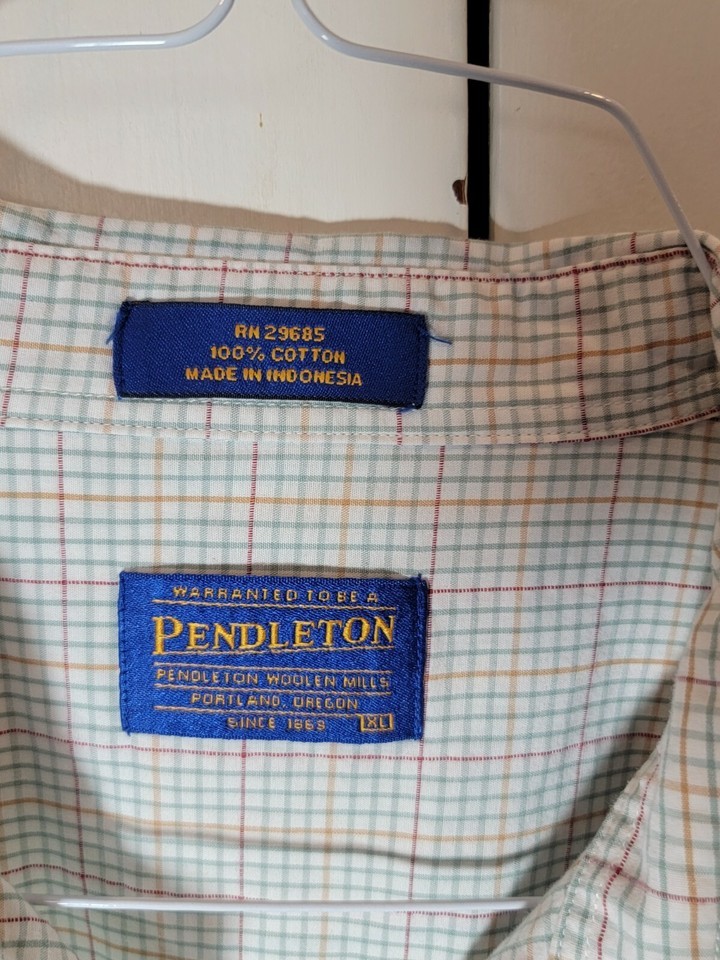 RN 29685
100% COTTON
MADE IN INDONESIA
WARRANTED TO BE A
PENDLETON
PENDLETON WOOLEN MILLS
PORTLAND, OREGON
SINCE 1863 XL